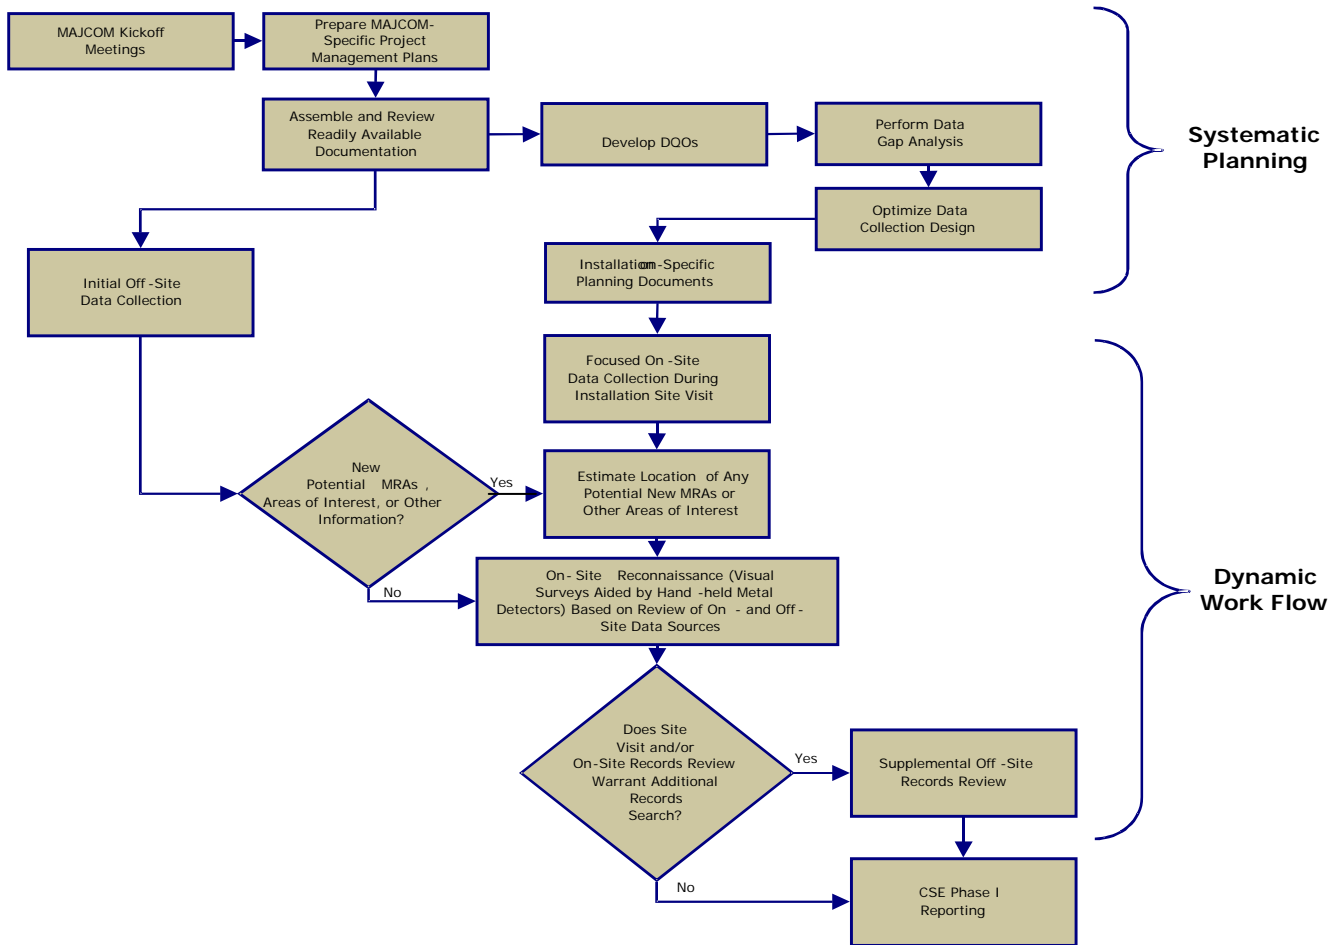 MAJCOM Kickoff
Meetings
Prepare MAJCOM-
Specific Project
Management Plans
Assemble and Review
Readily Available
Documentation
Develop DQOs
Perform Data
Gap Analysis
Systematic
Planning
Optimize Data
Collection Design
Initial Off-Site
Data Collection
Installation-Specific
Planning Documents
Focused On-Site
Data Collection During
Installation Site Visit
New
Potential MRAs,
Areas of Interest, or Other
Information?
Yes
No
Estimate Location of Any
Potential New MRAs or
Other Areas of Interest
On-Site Reconnaissance (Visual
Surveys Aided by Hand-held Metal
Detectors) Based on Review of On- and Off-
Site Data Sources
Dynamic
Work Flow
Does Site
Visit and/or
On-Site Records Review
Warrant Additional
Records
Search?
Yes
No
Supplemental Off-Site
Records Review
CSE Phase I
Reporting